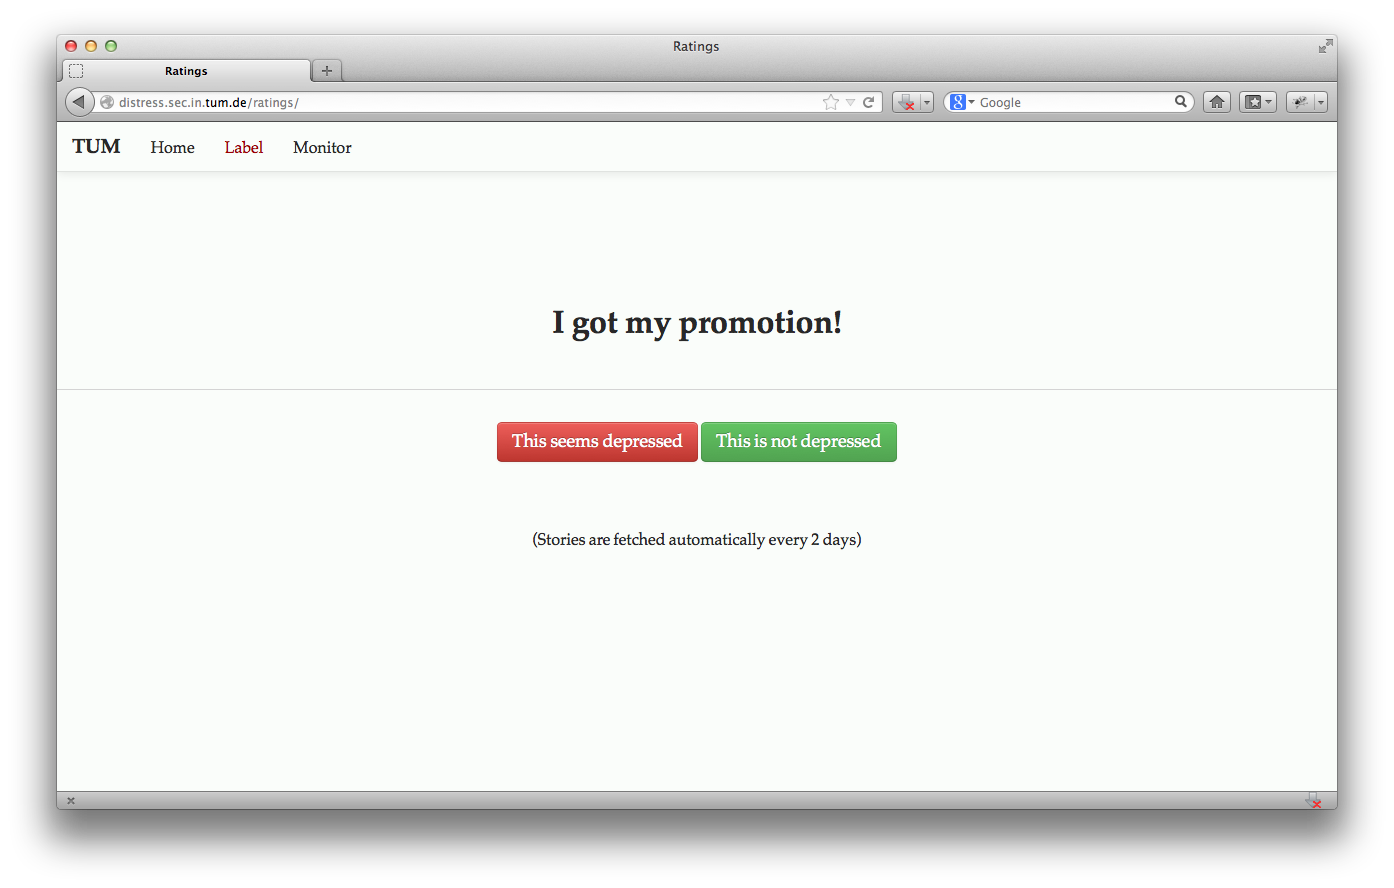 Ratings
Ratings
distress.sec.in.tum.de/ratings/
Google
TUM Home Label Monitor
I got my promotion!
This seems depressed This is not depressed
(Stories are fetched automatically every 2 days)